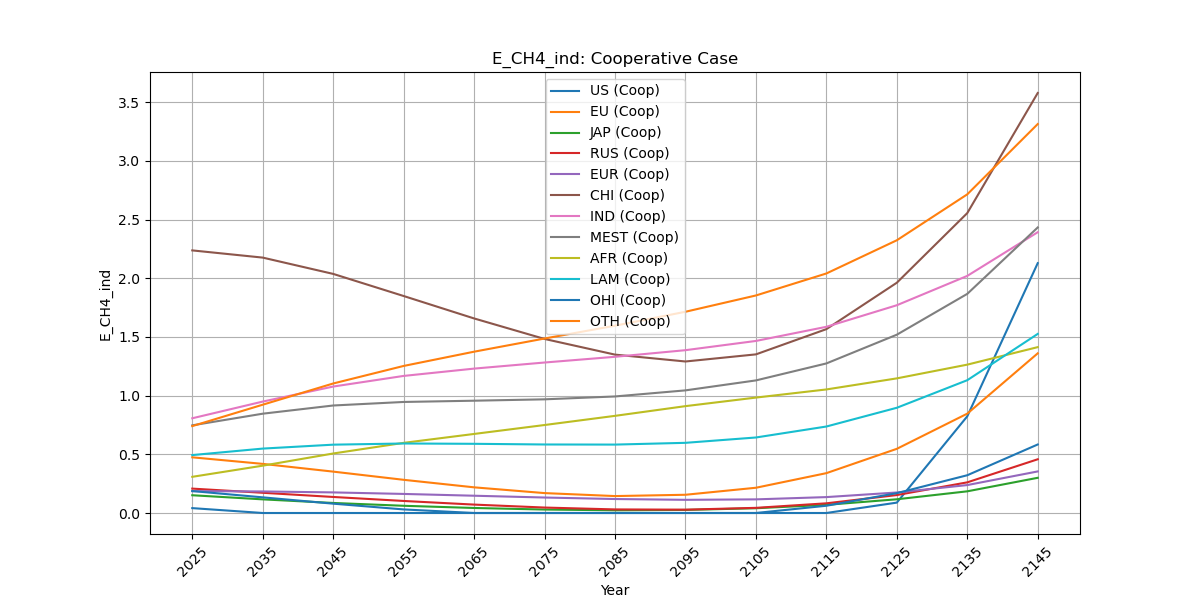 E_CH4_ind: Cooperative Case
US (Coop)
EU (Coop)
JAP (Coop)
RUS (Coop)
EUR (Coop)
CHI (Coop)
IND (Coop)
MEST (Coop)
AFR (Coop)
LAM (Coop)
OHI (Coop)
OTH (Coop)
3.5
3.0
2.5
2.0
1.5
1.0
0.5
0.0
E_CH4_ind
2025 2035 2045 2055 2065 2075 2085 2095 2105 2115 2125 2135 2145
Year